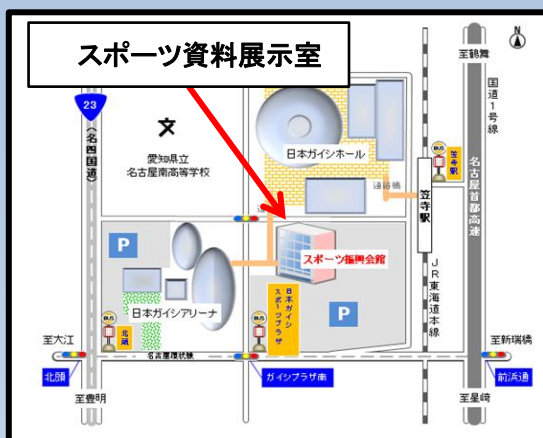 スポーツ資料展示室
N
至鶴舞
国道1号線
23
(名四国道)
文
愛知県立
名古屋南高等学校
日本ガイシホール
連絡橋
BUS
笠寺駅
笠寺駅
名古屋首都高速
P
スポーツ振興会館
JR東海道本線
日本ガイシアリーナ
日本ガイシ
スポーツプラザ
P
BUS
北頭
BUS
至大江
名古屋環状線
至新瑞橋
北頭
ガイシプラザ南
前浜通
至豊明
至星崎